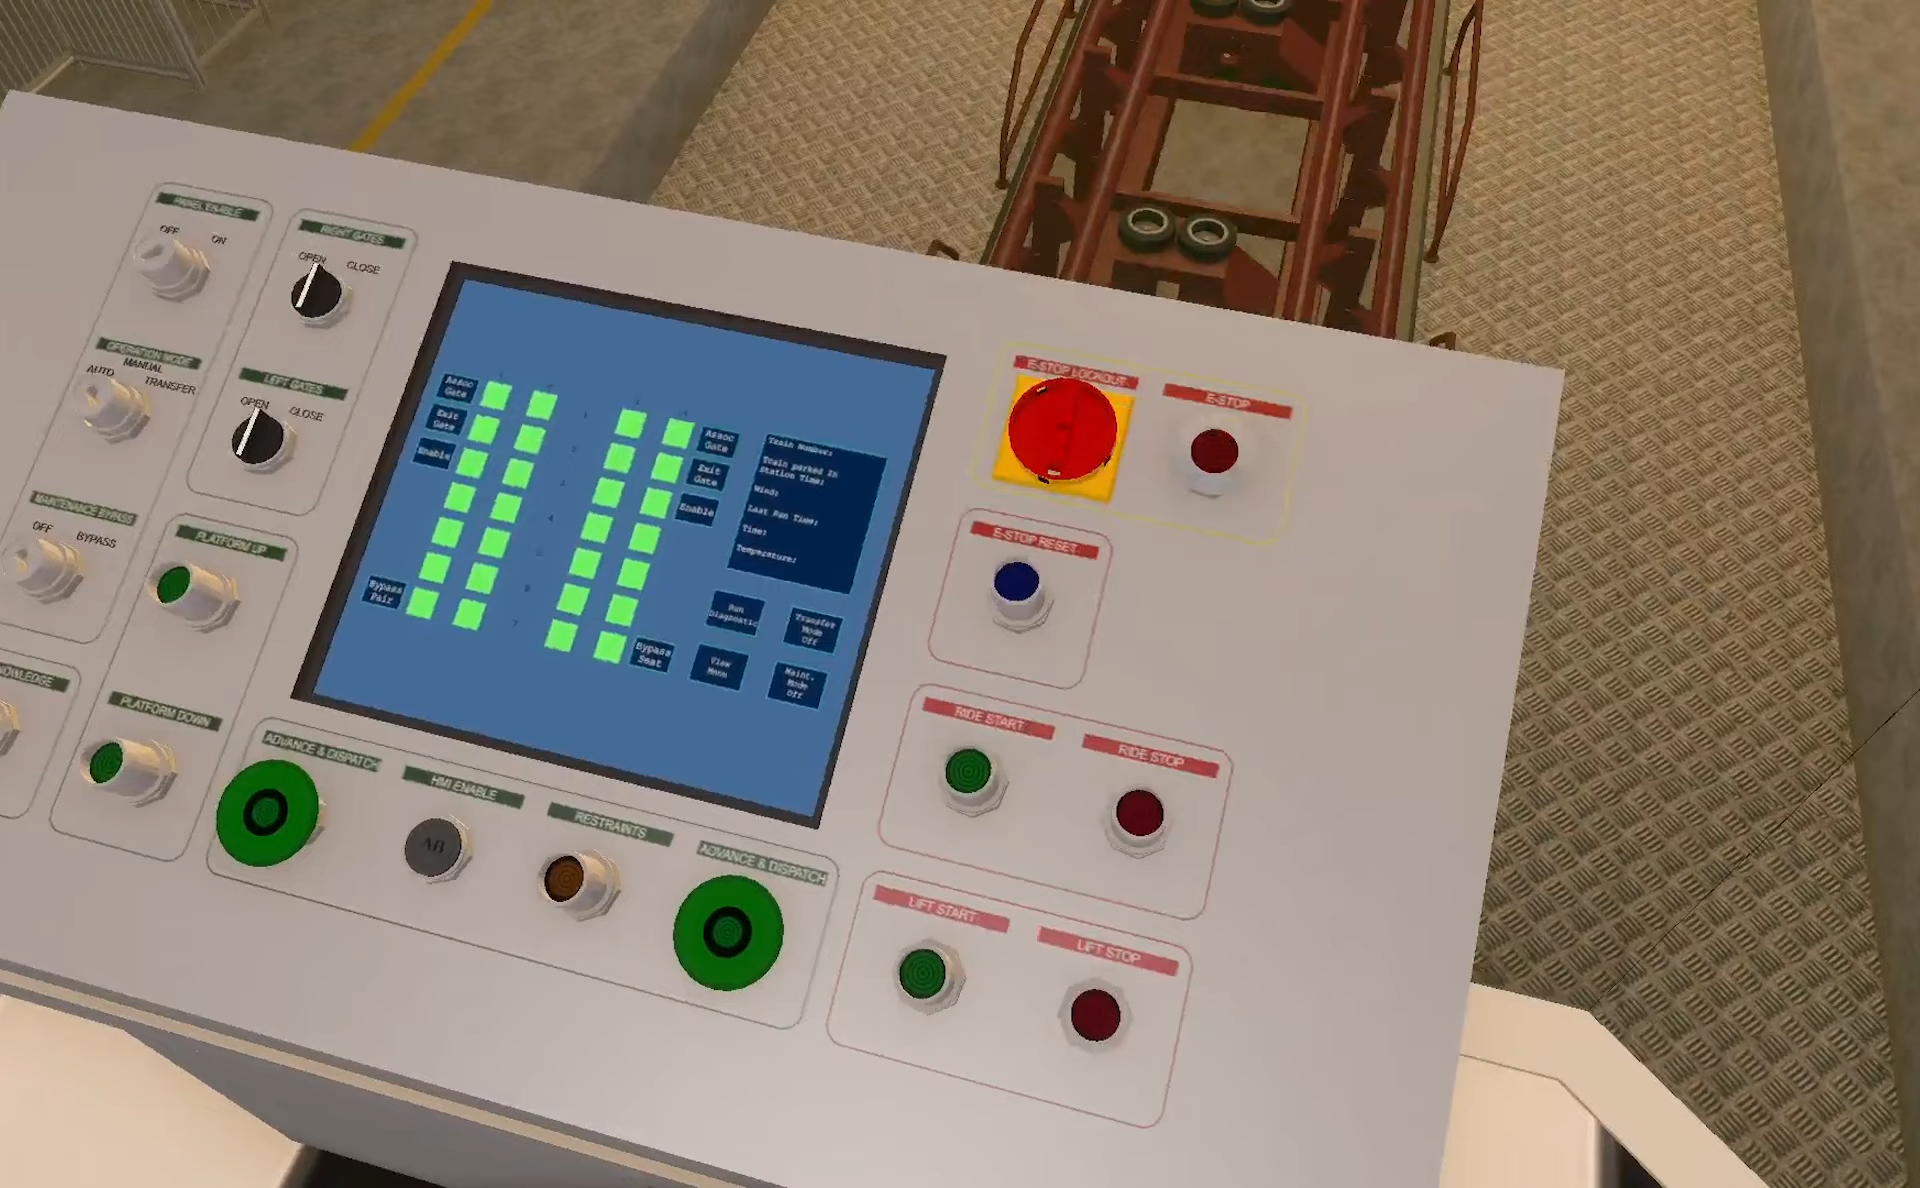 PANEL ENABLE
OFF ON
RIGHT GATES
OPEN CLOSE
OPERATION MODE
MANUAL
AUTO TRANSFER
LEFT GATES
OPEN CLOSE
MAINTENANCE BYPASS
OFF BYPASS
PLATFORM UP
NOWLEDGE
PLATFORM DOWN
Assoc
Gate
Exit
Gate
Enable
Bypass
Pair
Assoc
Gate
Exit
Gate
Enable
Bypass
Seat
Train Number:
Train parked in
station Time:
Wind:
Last Run Time:
Time:
Temperature:
Run
Diagnostic
Transfer
Mode
Off
View
Maint.
Mode
Off
ADVANCE & DISPATCH
HMI ENABLE
AB
RESTRAINTS
ADVANCE & DISPATCH
E-STOP LOCKOUT
E-STOP
E-STOP RESET
RIDE START
RIDE STOP
LIFT START
LIFT STOP